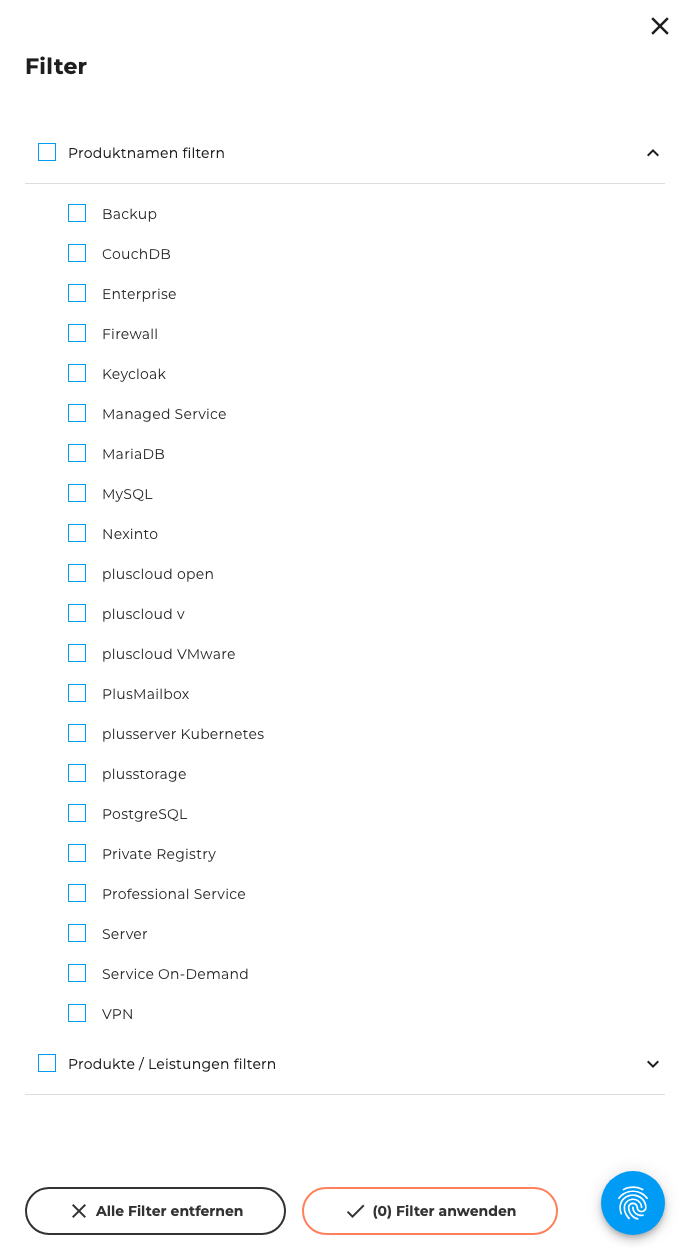 Filter
Produktnamen filtern
Backup
CouchDB
Enterprise
Firewall
Keycloak
Managed Service
MariaDB
MySQL
Nexinto
pluscloud open
pluscloud v
pluscloud VMware
PlusMailbox
plusserver Kubernetes
plusstorage
PostgreSQL
Private Registry
Professional Service
Server
Service On-Demand
VPN
Produkte / Leistungen filtern
Alle Filter entfernen
(0) Filter anwenden